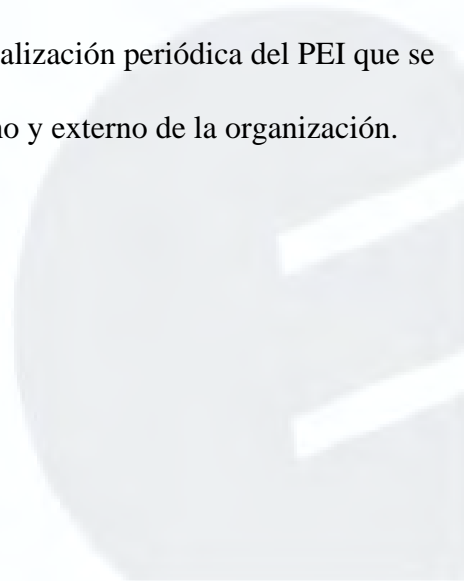 alización periódica del PEI que se
no y externo de la organización.